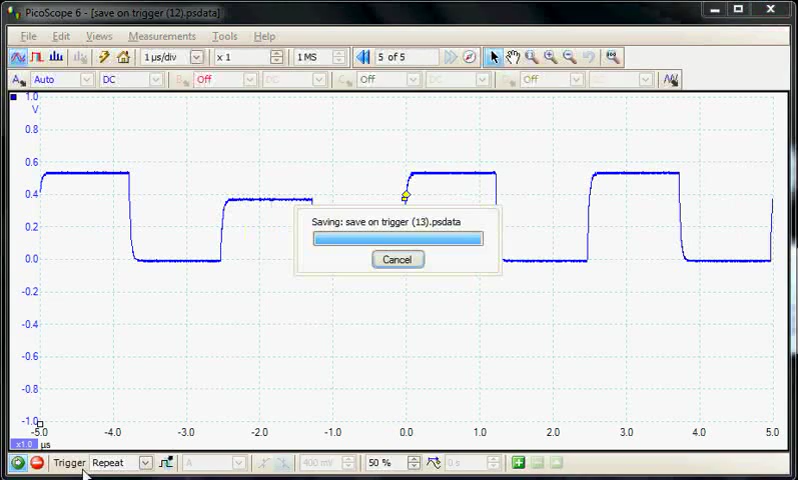 PicoScope 6 - [save on trigger (12).psdata]
File Edit Views Measurements Tools Help
1 µs/div x 1 1 MS 5 of 5
A Auto DC B Off DC C Off DC D Off DC
1.0
V
0.8
0.6
0.4
0.2
0.0
-0.2
-0.4
-0.6
-0.8
-1.0
Saving: save on trigger (13).psdata
Cancel
-5.0 -4.0 -3.0 -2.0 -1.0 0.0 1.0 2.0 3.0 4.0 5.0
x1.0 µs
Trigger Repeat A 400 mV 50 % 0 s